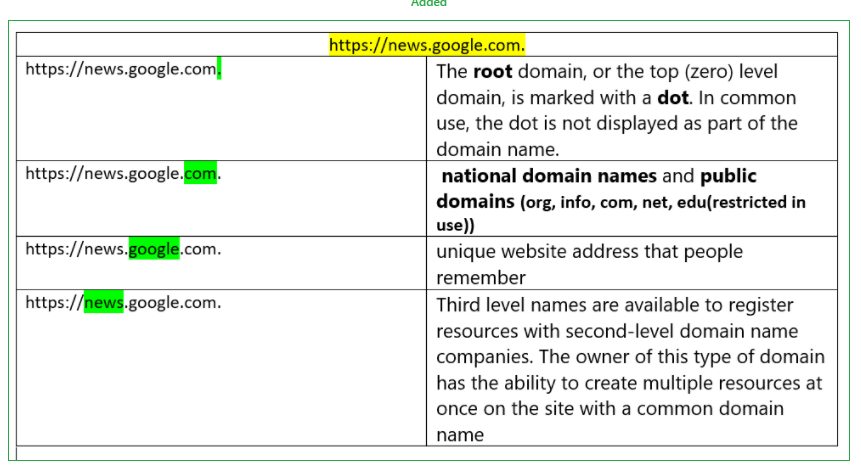 Added
https://news.google.com.
https://news.google.com.
The root domain, or the top (zero) level
domain, is marked with a dot. In common
use, the dot is not displayed as part of the
domain name.
https://news.google.com.
national domain names and public
domains (org, info, com, net, edu(restricted in
use))
https://news.google.com.
unique website address that people
remember
https://news.google.com.
Third level names are available to register
resources with second-level domain name
companies. The owner of this type of domain
has the ability to create multiple resources at
once on the site with a common domain
name